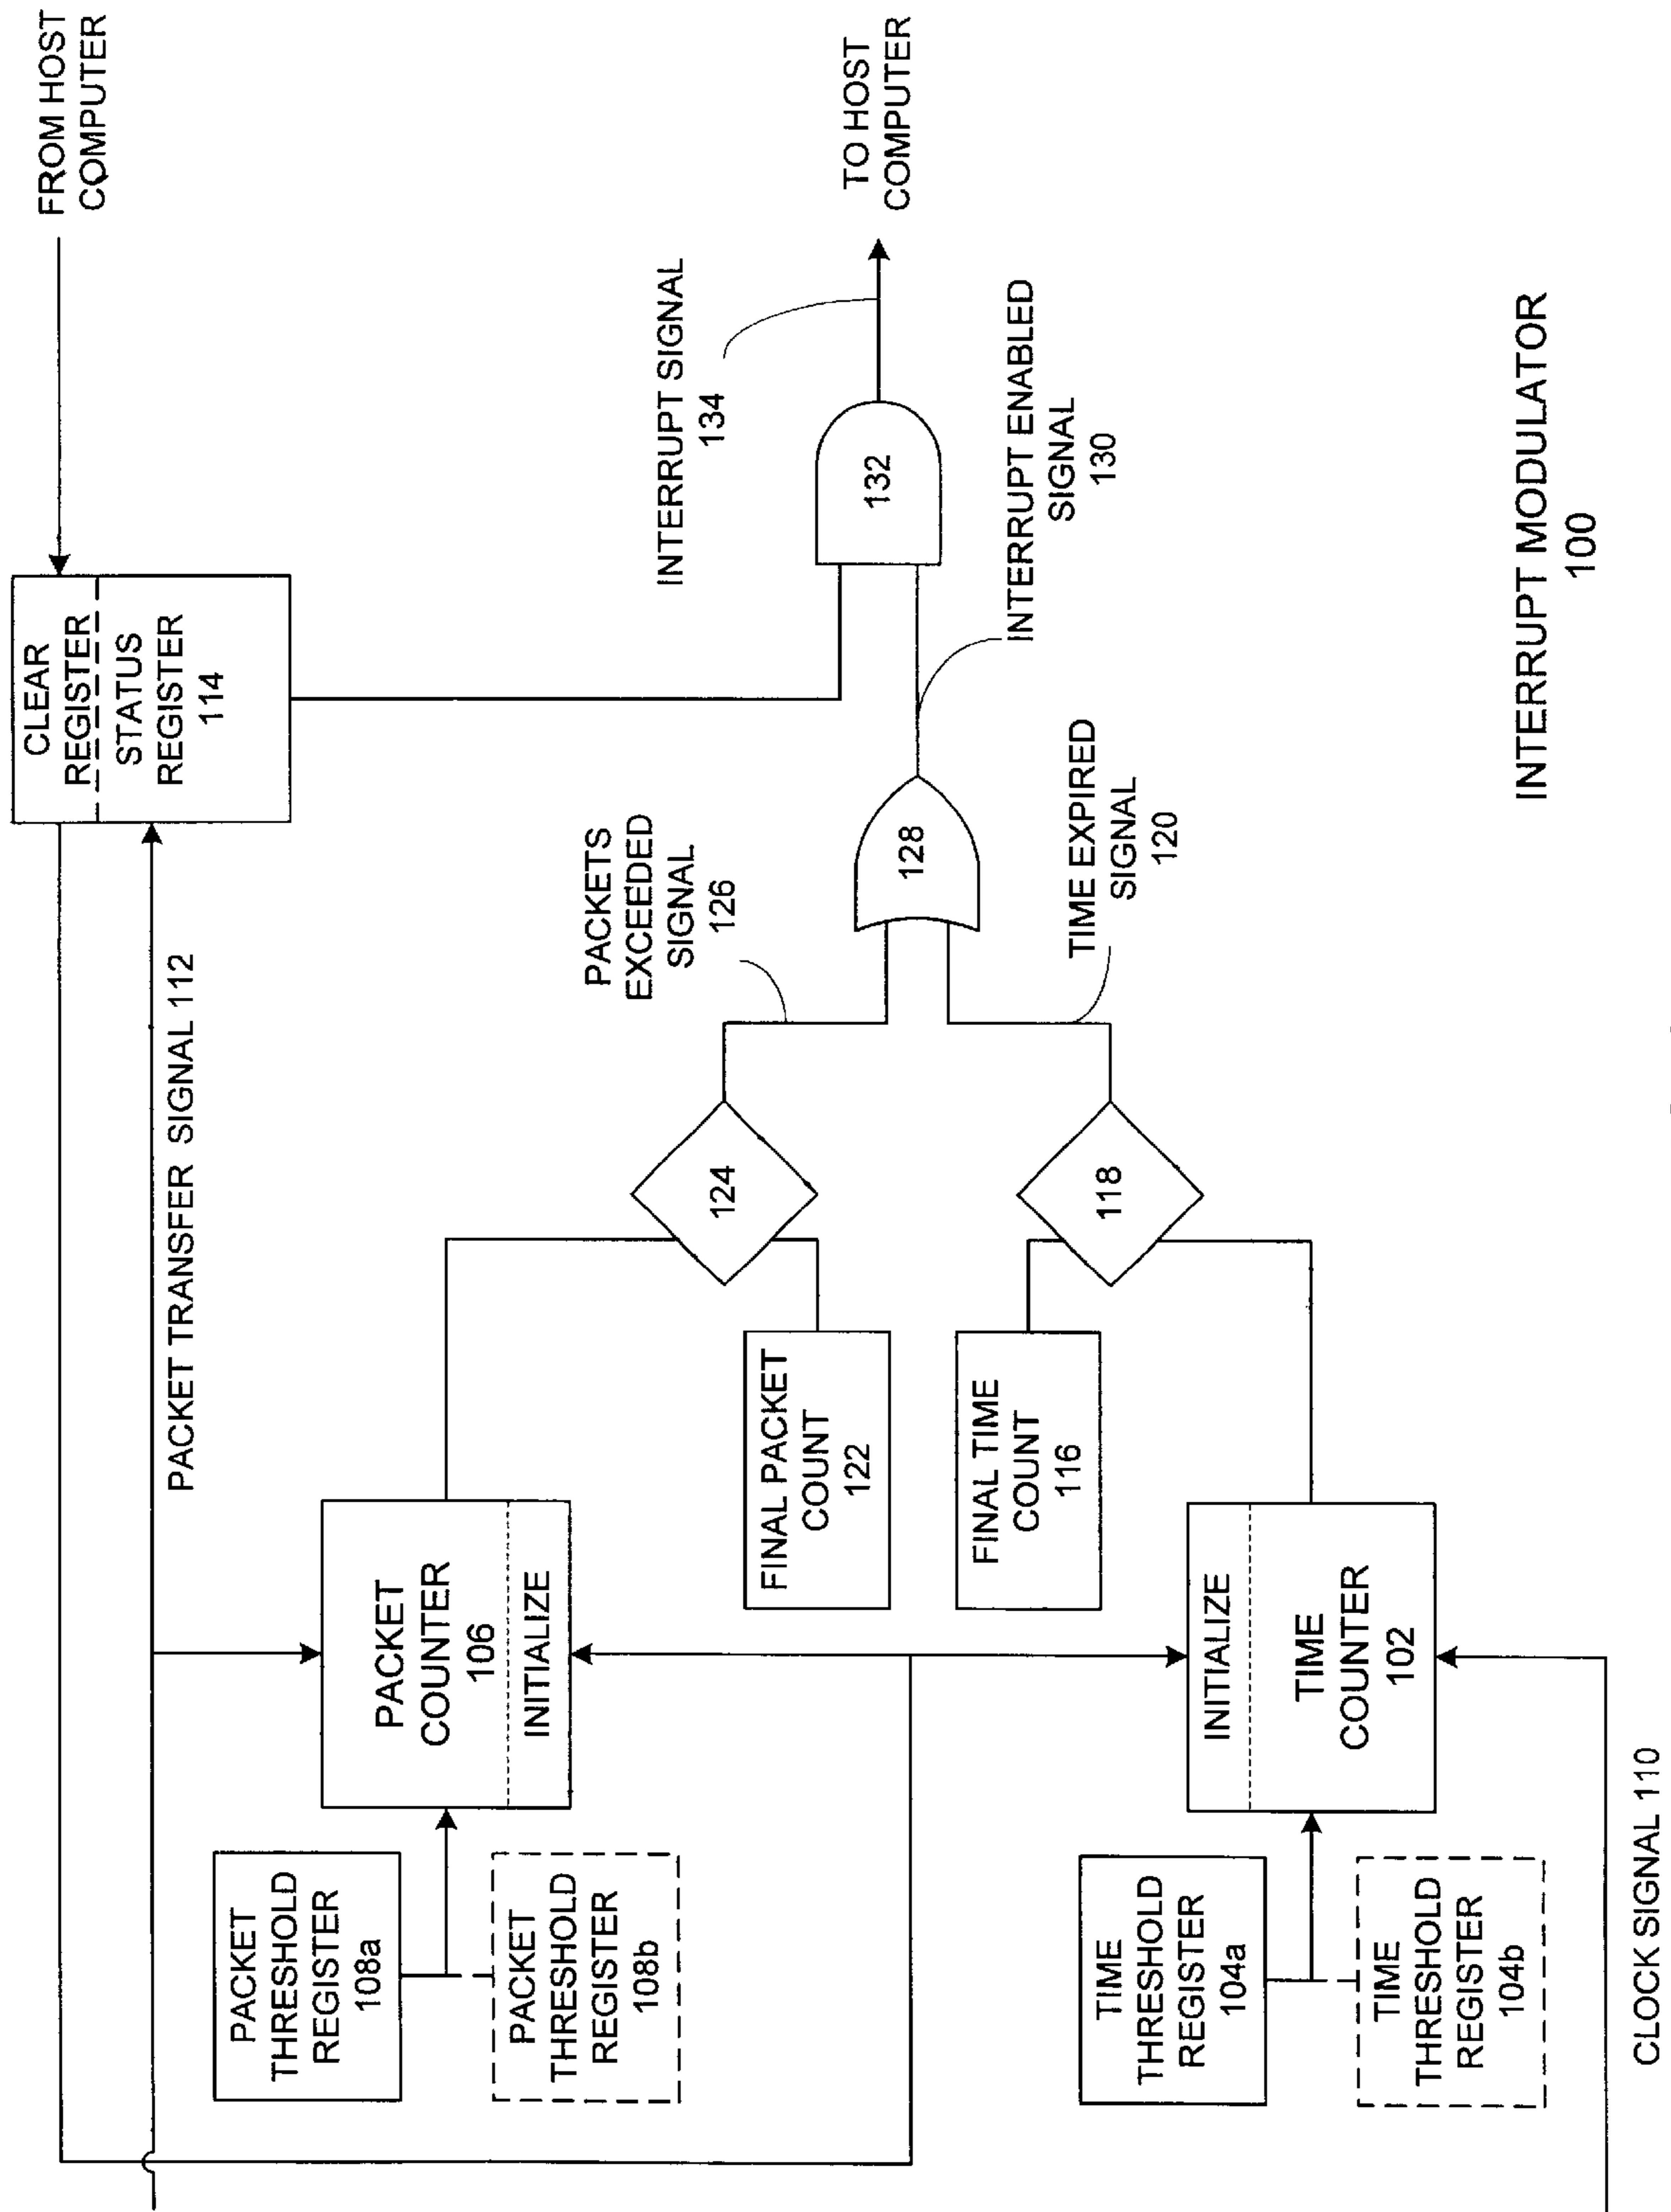 FROM HOST
COMPUTER
CLEAR
REGISTER
STATUS
REGISTER
114
PACKET TRANSFER SIGNAL 112
PACKET
THRESHOLD
REGISTER
108a
PACKET
THRESHOLD
REGISTER
108b
PACKET
COUNTER
106
INITIALIZE
FINAL PACKET
COUNT
122
124
PACKETS
EXCEEDED
SIGNAL
126
INTERRUPT SIGNAL
134
TO HOST
COMPUTER
132
128
INTERRUPT ENABLED
SIGNAL
130
TIME EXPIRED
SIGNAL
120
FINAL TIME
COUNT
116
118
INITIALIZE
TIME
COUNTER
102
TIME
THRESHOLD
REGISTER
104a
TIME
THRESHOLD
REGISTER
104b
CLOCK SIGNAL 110
INTERRUPT MODULATOR
100